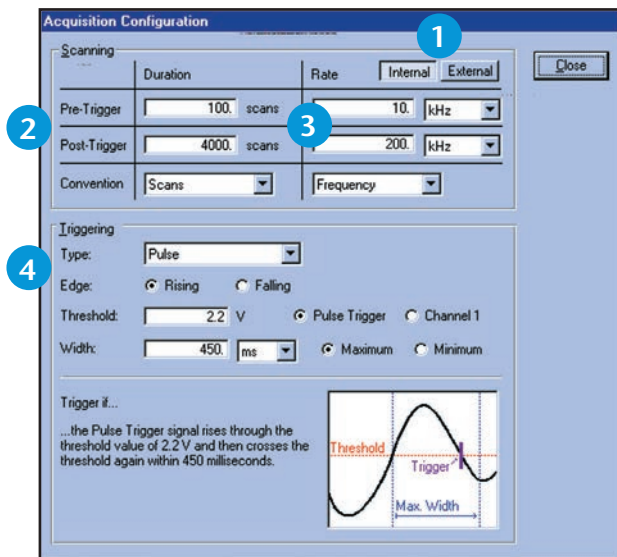 Acquisition Configuration
1
Scanning
Duration
Rate
Internal
External
Close
2
Pre-Trigger
100.
scans
3
10.
kHz
Post-Trigger
4000.
scans
200.
kHz
Convention
Scans
Frequency
4
Triggering
Type:
Pulse
Edge:
Rising
Falling
Threshold:
2.2
V
Pulse Trigger
Channel 1
Width:
450.
ms
Maximum
Minimum
Trigger if...
...the Pulse Trigger signal rises through the
threshold value of 2.2 V and then crosses the
threshold again within 450 milliseconds.
Threshold
Trigger
Max. Width